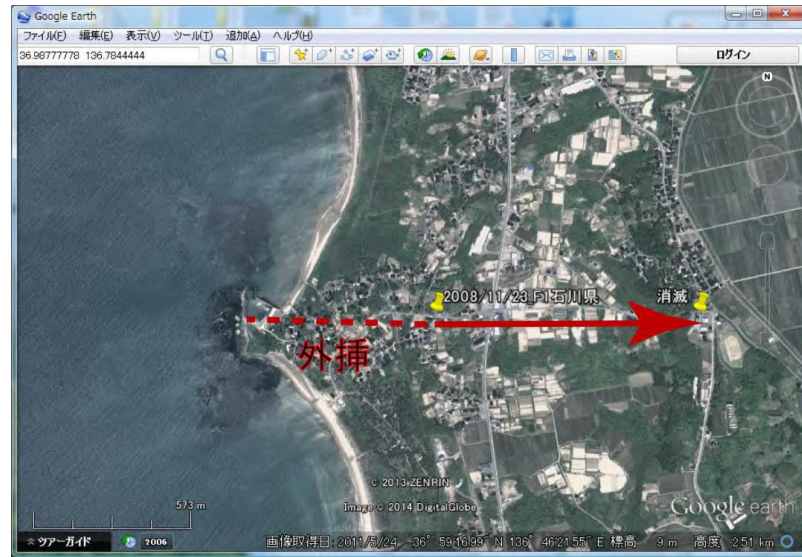 Google Earth
ファイル(F) 編集(E) 表示(V) ツール(T) 追加(A) ヘルプ(H)
36.98777778 136.7844444
ログイン
N
2008/11/23_F1石川県
消滅
外挿
© 2013 ZENRIN
Image © 2014 DigitalGlobe
573 m
Google earth
ツアーガイド
2006
画像取得日: 2011/5/24 36° 59'16.99" N 136° 46'21.55" E 標高 9 m 高度 2.51 km